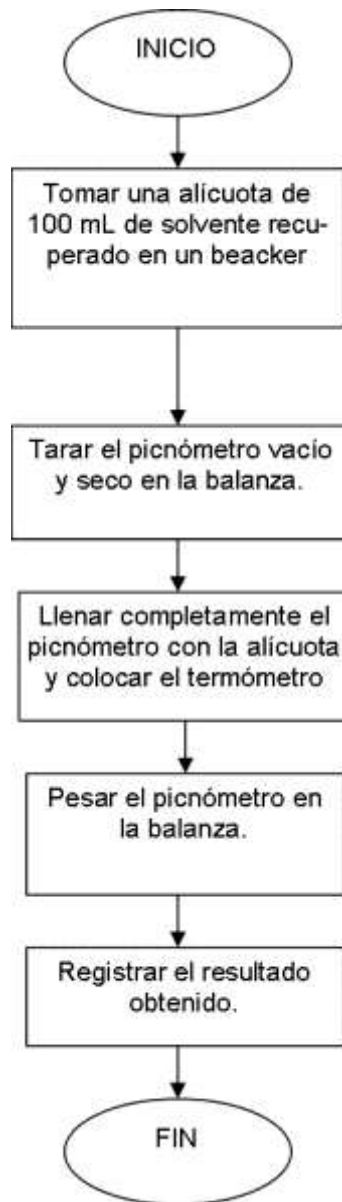 INICIO
Tomar una alícuota de
100 mL de solvente recu-
perado en un beacker
Tarar el picnómetro vacío
y seco en la balanza.
Llenar completamente el
picnómetro con la alícuota
y colocar el termómetro
Pesar el picnómetro en
la balanza.
Registrar el resultado
obtenido.
FIN